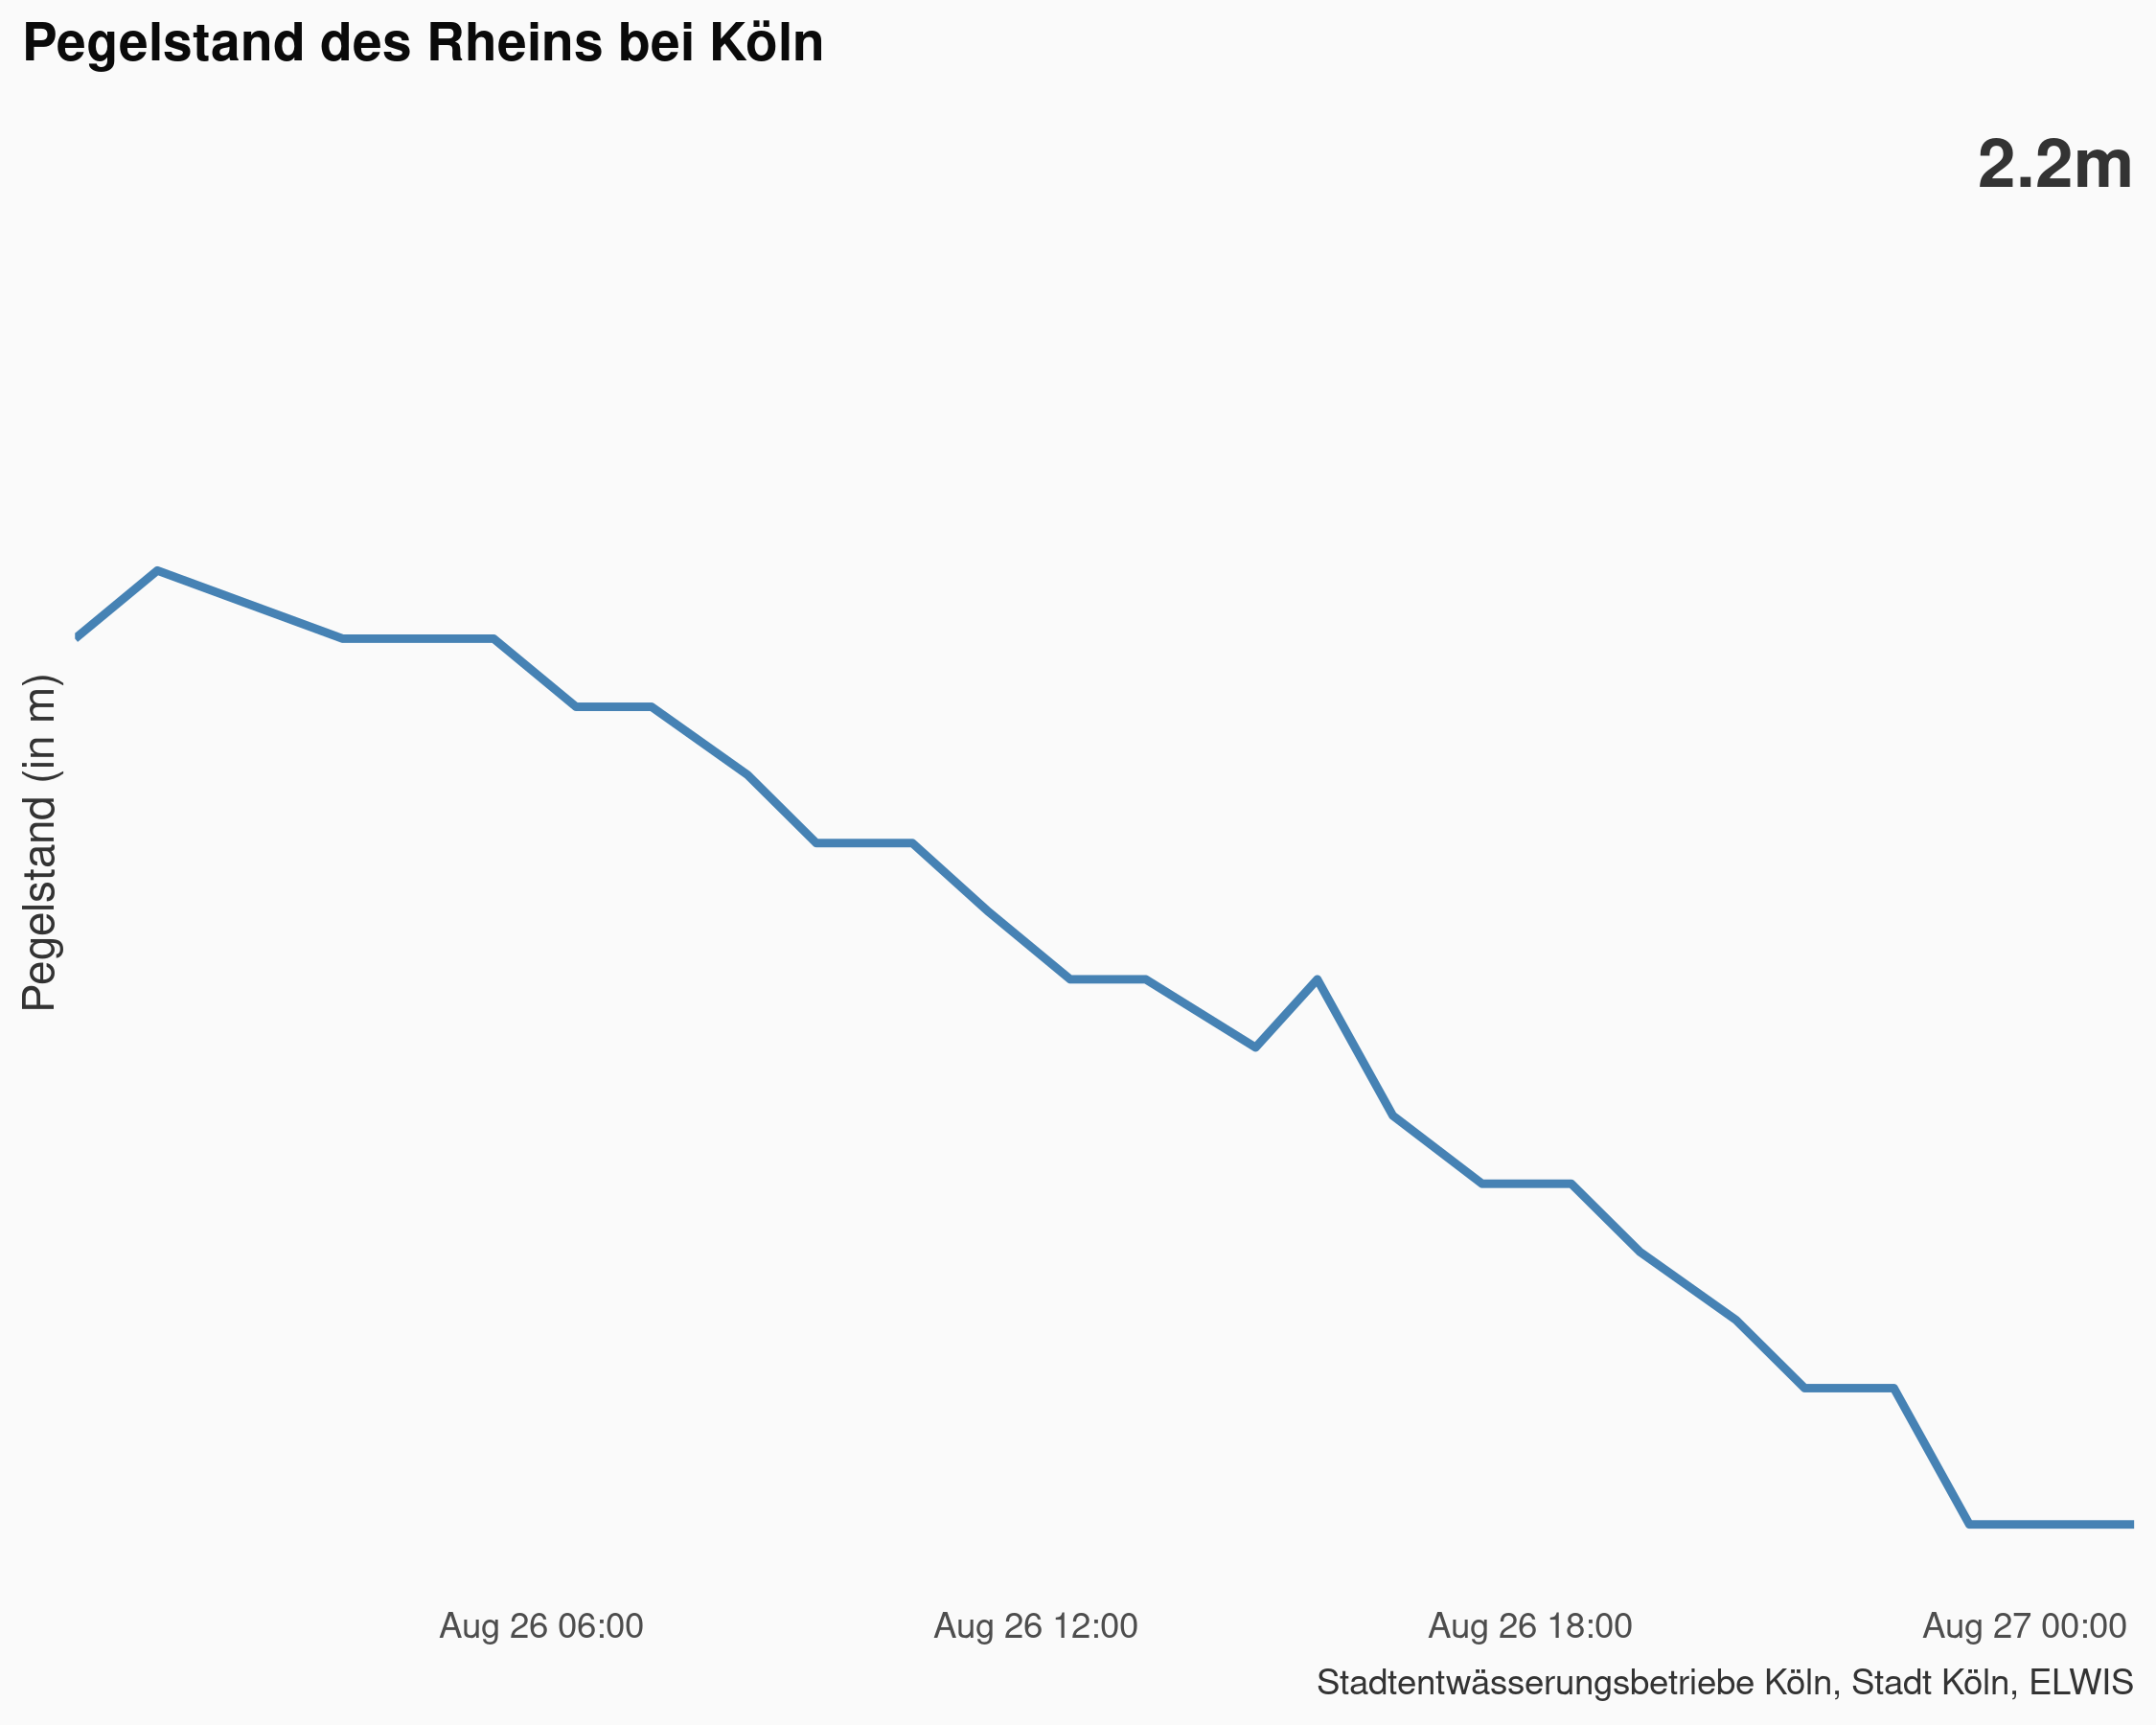 Pegelstand des Rheins bei Köln
2.2m
Pegelstand (in m)
Aug 26 06:00
Aug 26 12:00
Aug 26 18:00
Aug 27 00:00
Stadtentwässerungsbetriebe Köln, Stadt Köln, ELWIS